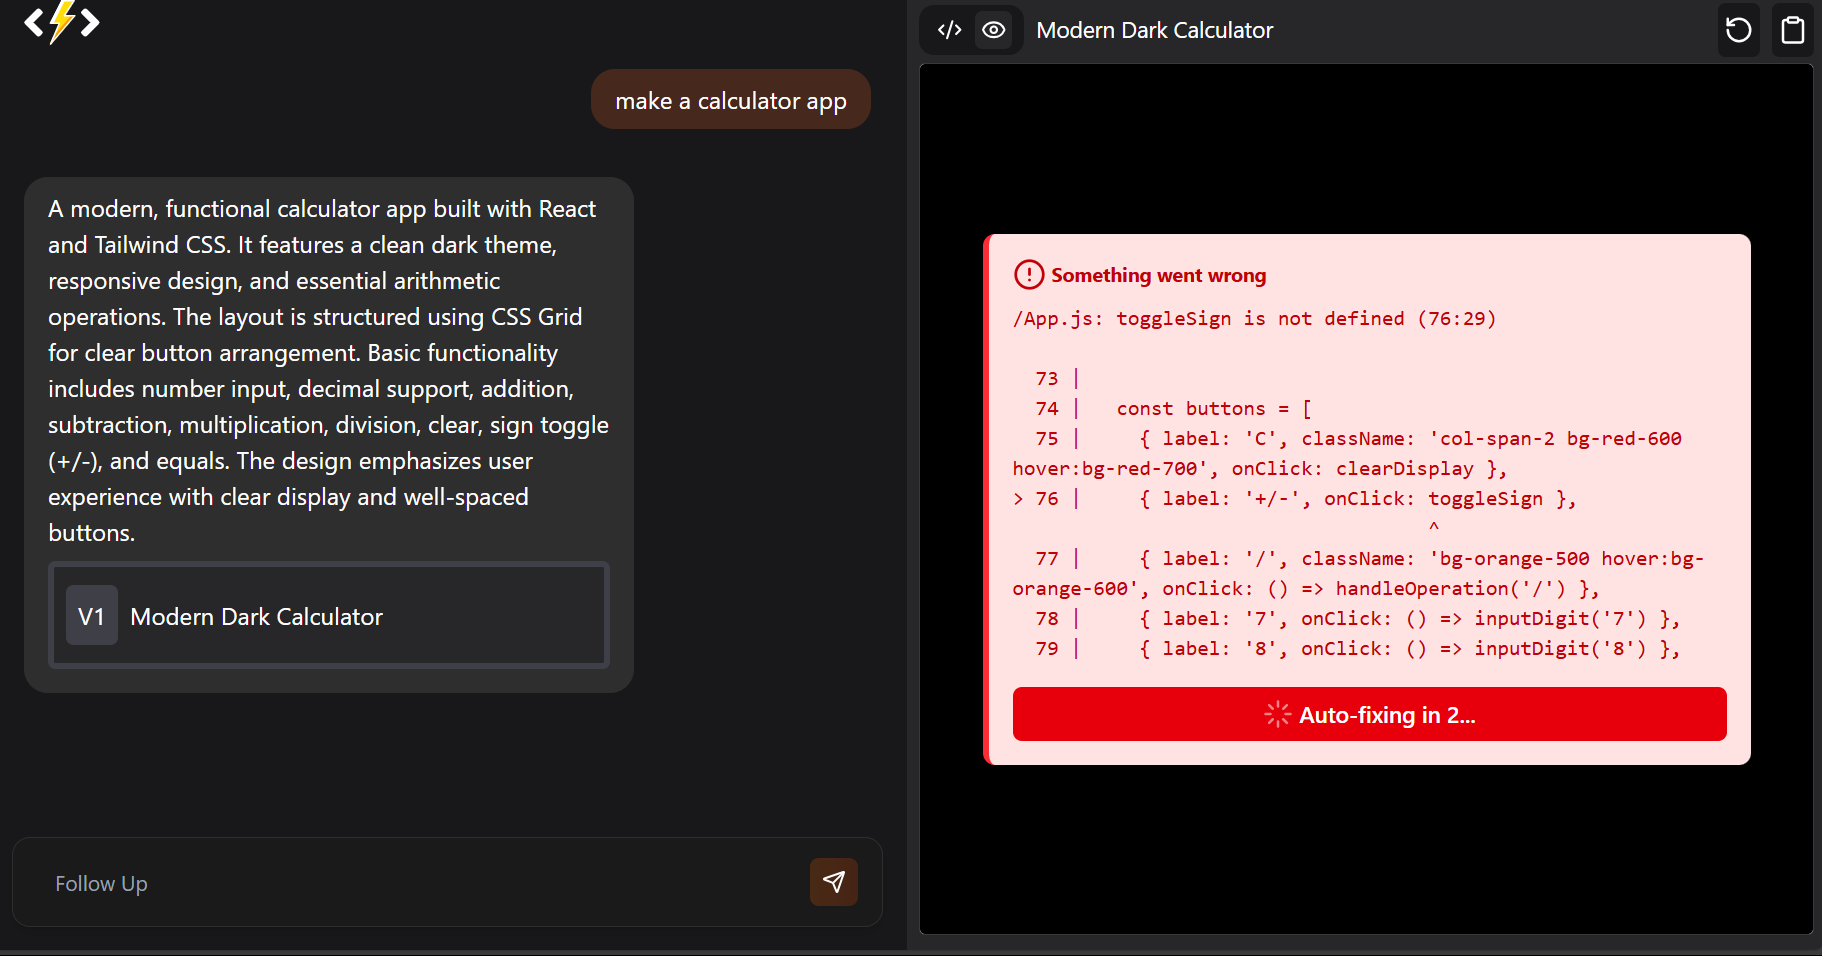 make a calculator app
A modern, functional calculator app built with React
and Tailwind CSS. It features a clean dark theme,
responsive design, and essential arithmetic
operations. The layout is structured using CSS Grid
for clear button arrangement. Basic functionality
includes number input, decimal support, addition,
subtraction, multiplication, division, clear, sign toggle
(+/-), and equals. The design emphasizes user
experience with clear display and well-spaced
buttons.
V1 Modern Dark Calculator
Follow Up
Modern Dark Calculator
Something went wrong
/App.js: toggleSign is not defined (76:29)
73 |
74 |   const buttons = [
75 |     { label: 'C', className: 'col-span-2 bg-red-600
hover:bg-red-700', onClick: clearDisplay },
> 76 |     { label: '+/-', onClick: toggleSign },
^
77 |     { label: '/', className: 'bg-orange-500 hover:bg-
orange-600', onClick: () => handleOperation('/') },
78 |     { label: '7', onClick: () => inputDigit('7') },
79 |     { label: '8', onClick: () => inputDigit('8') },
Auto-fixing in 2...